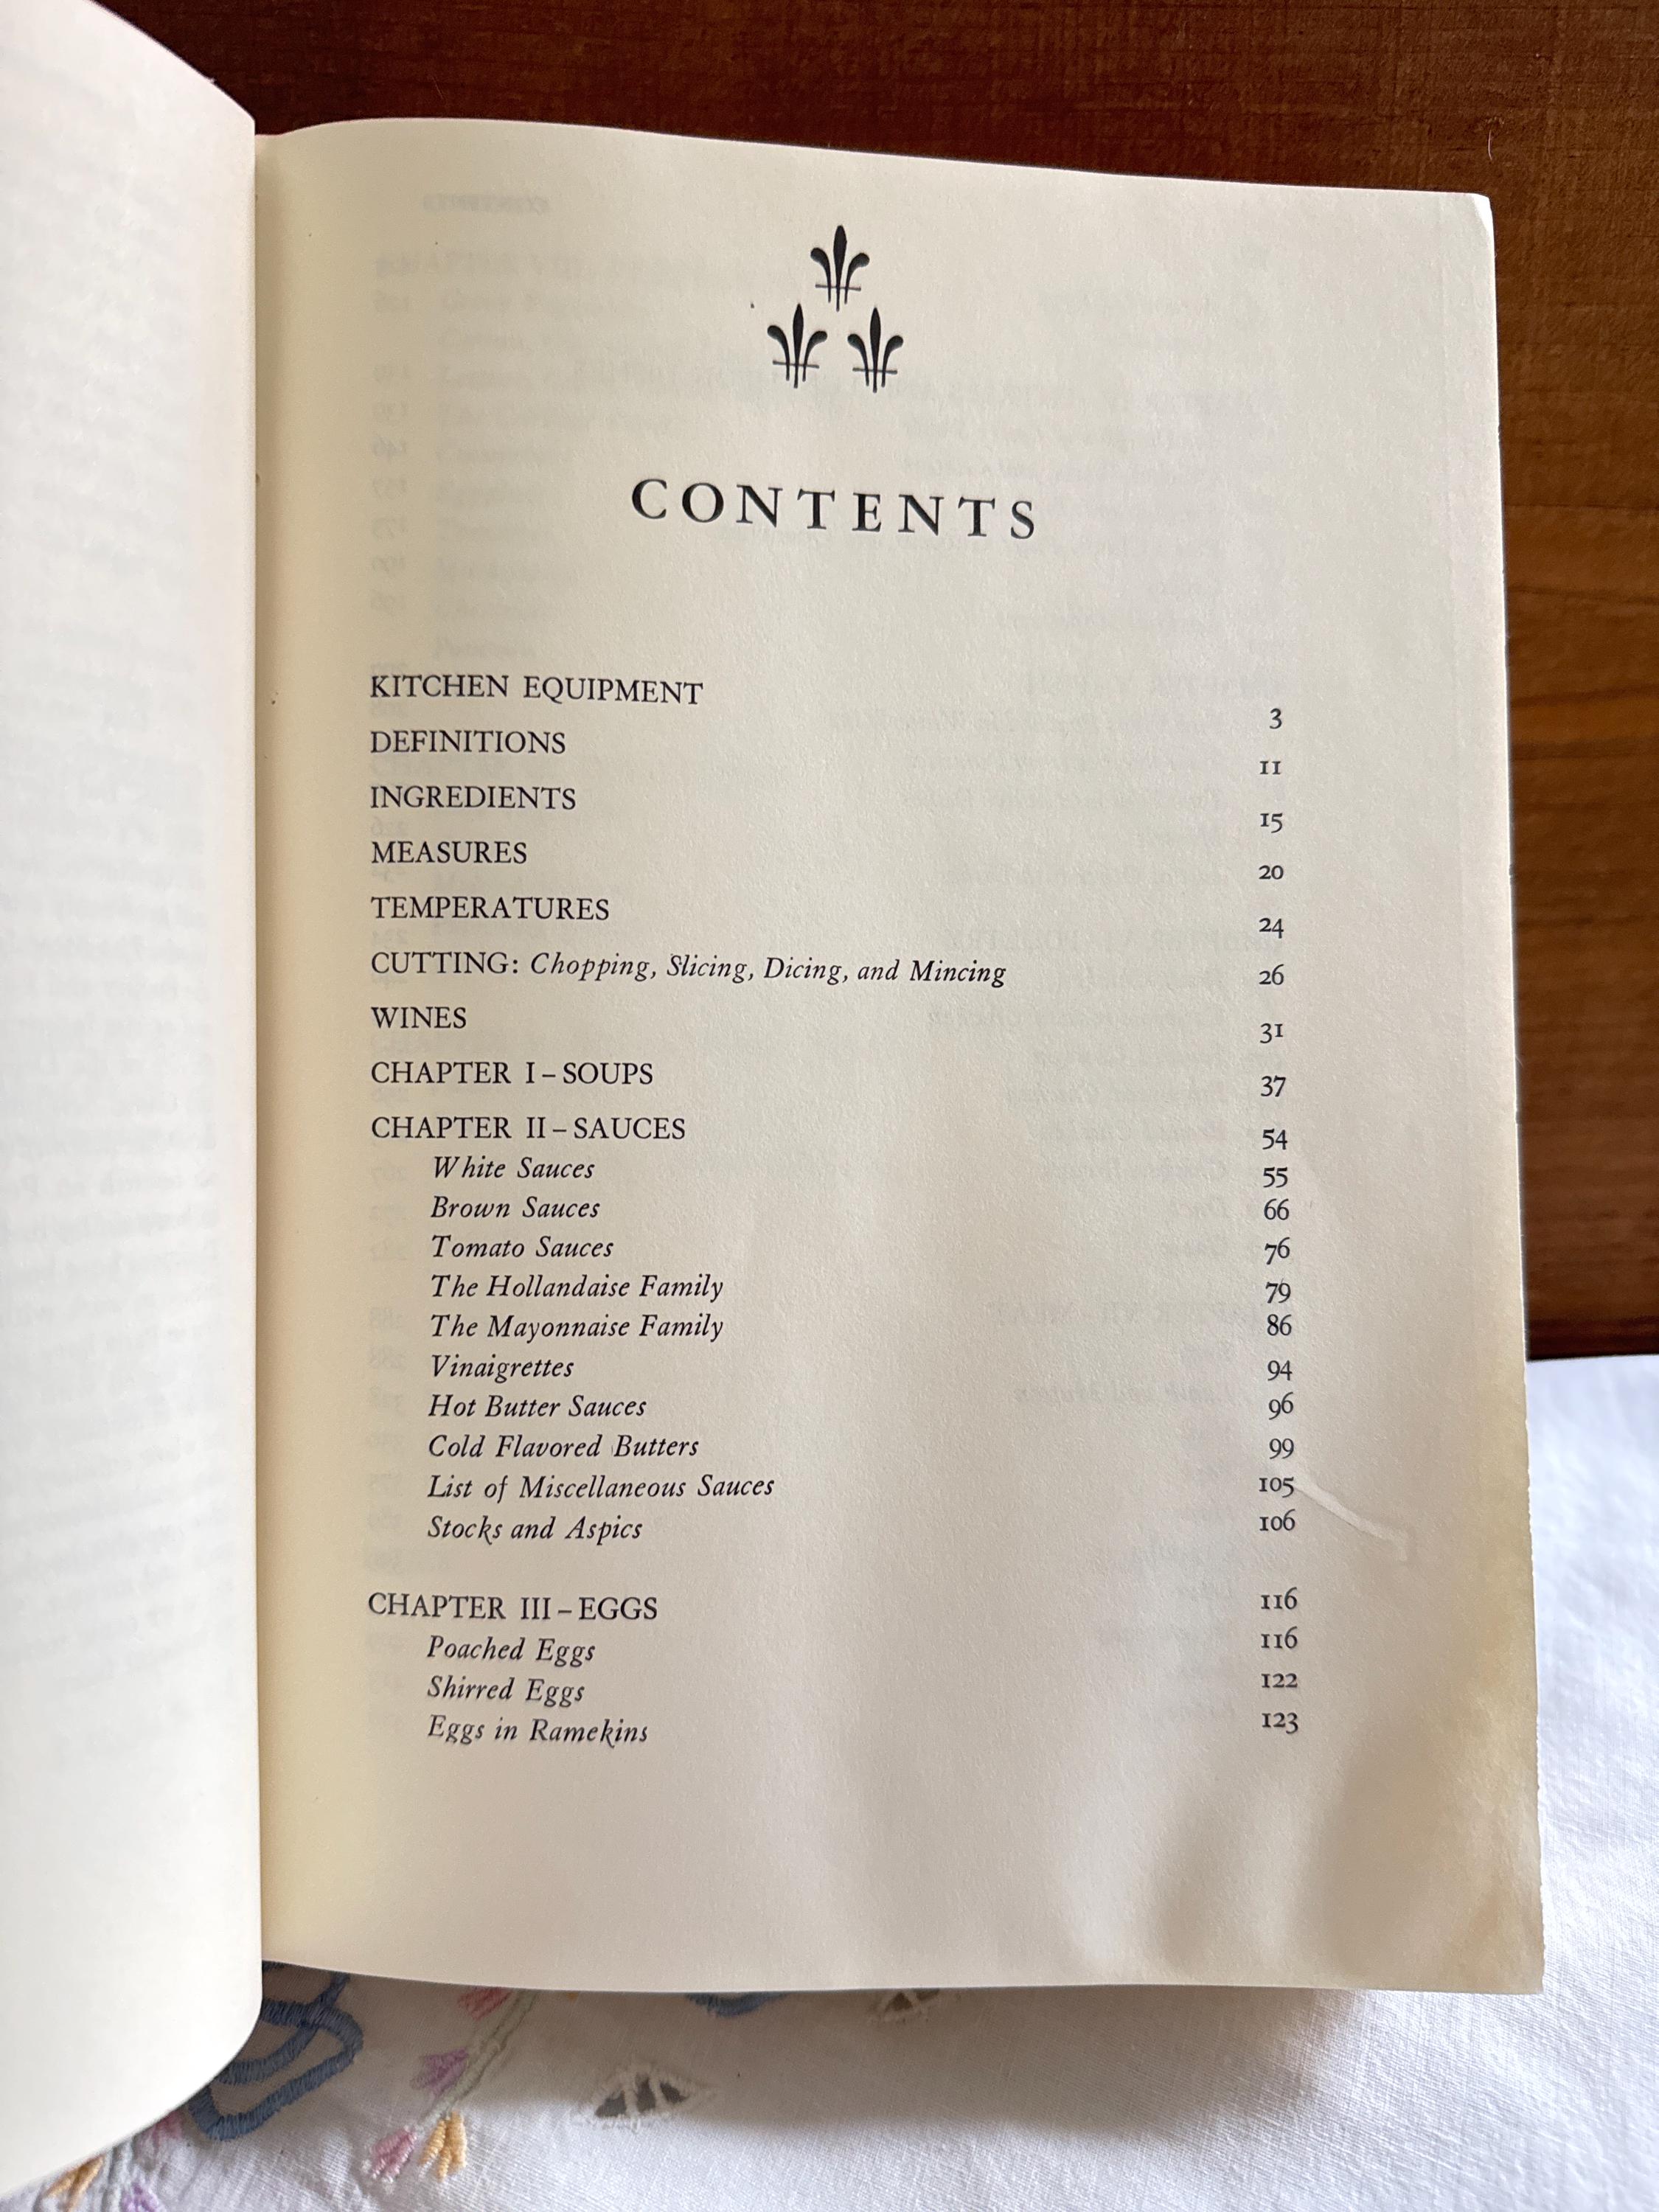 CONTENTS
KITCHEN EQUIPMENT 3
DEFINITIONS 11
INGREDIENTS 15
MEASURES 20
TEMPERATURES 24
CUTTING: Chopping, Slicing, Dicing, and Mincing 26
WINES 31
CHAPTER I – SOUPS 37
CHAPTER II – SAUCES 54
White Sauces 55
Brown Sauces 66
Tomato Sauces 76
The Hollandaise Family 79
The Mayonnaise Family 86
Vinaigrettes 94
Hot Butter Sauces 96
Cold Flavored Butters 99
List of Miscellaneous Sauces 105
Stocks and Aspics 106
CHAPTER III – EGGS 116
Poached Eggs 116
Shirred Eggs 122
Eggs in Ramekins 123